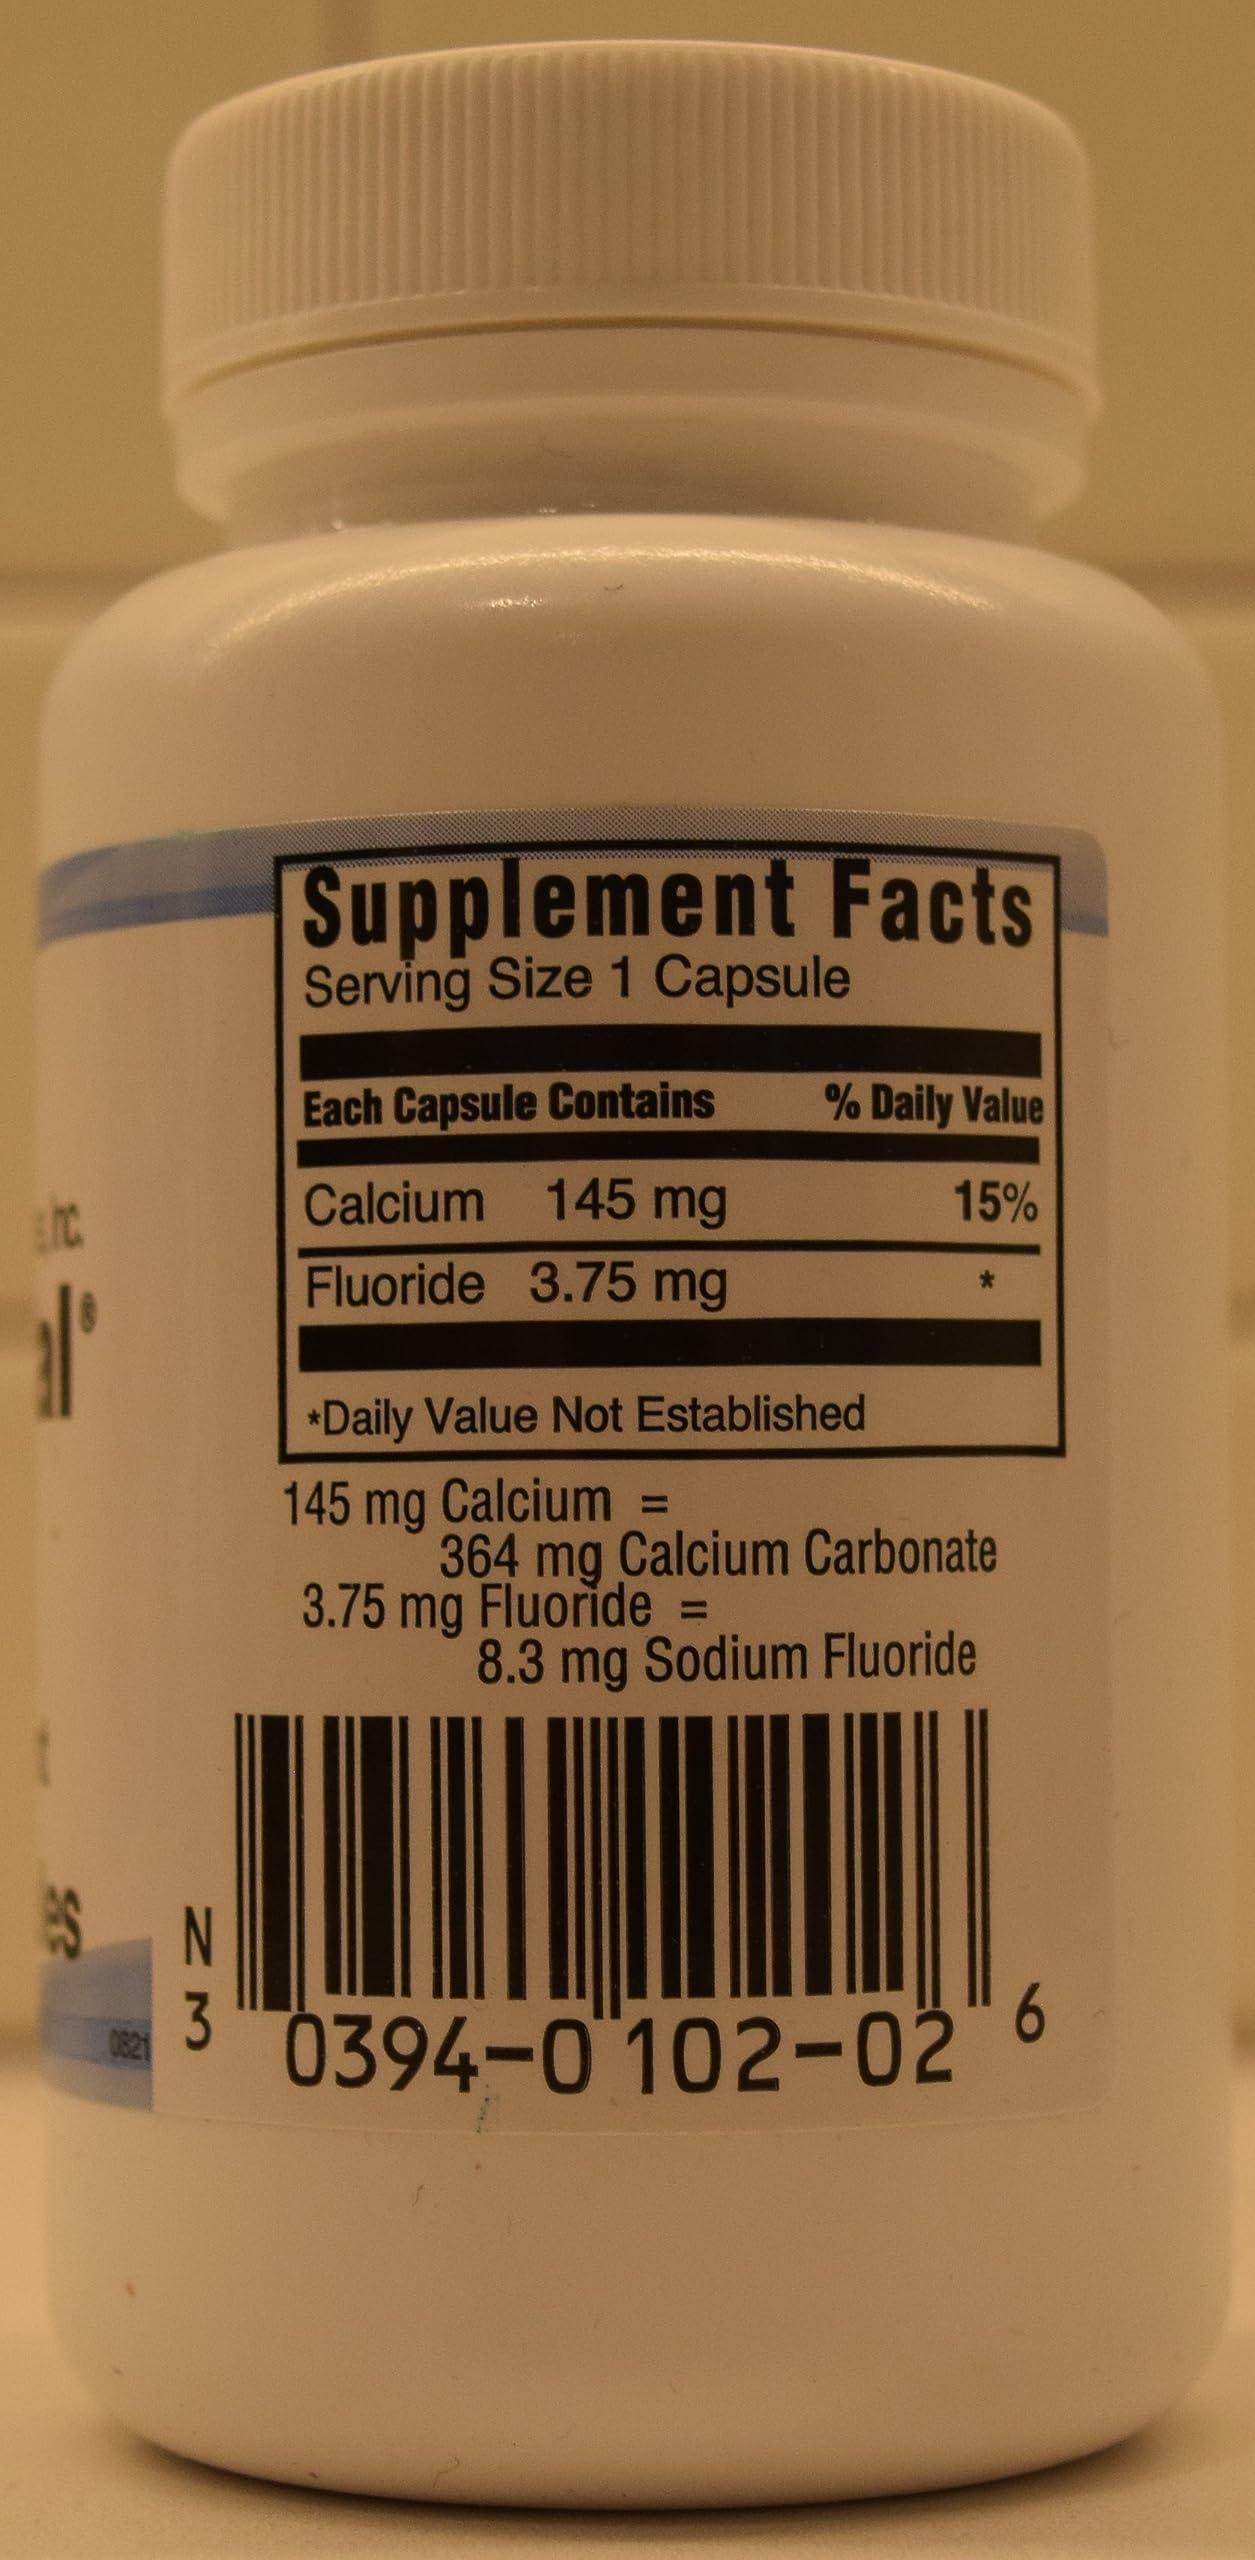 Supplement Facts
Serving Size 1 Capsule
Each Capsule Contains % Daily Value
Calcium 145 mg 15%
Fluoride 3.75 mg *
*Daily Value Not Established
145 mg Calcium =
364 mg Calcium Carbonate
3.75 mg Fluoride =
8.3 mg Sodium Fluoride
N
3 0394-0102-02 6
0821